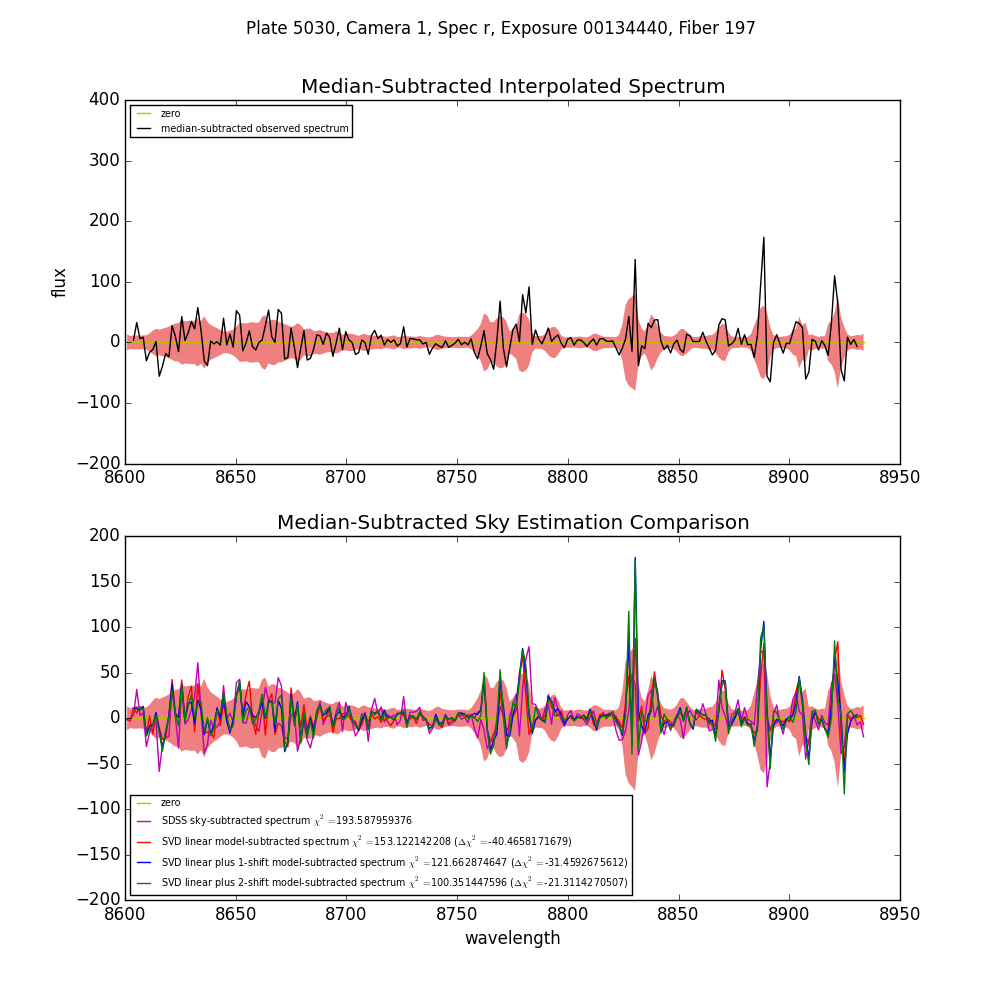 Plate 5030, Camera 1, Spec r, Exposure 00134440, Fiber 197
Median-Subtracted Interpolated Spectrum
400
300
200
100
0
−100
−200
flux
zero
median-subtracted observed spectrum
8600 8650 8700 8750 8800 8850 8900 8950
Median-Subtracted Sky Estimation Comparison
200
150
100
50
0
−50
−100
−150
−200
zero
SDSS sky-subtracted spectrum χ² =193.587959376
SVD linear model-subtracted spectrum χ² =153.122142208 (Δχ² =-40.4658171679)
SVD linear plus 1-shift model-subtracted spectrum χ² =121.662874647 (Δχ² =-31.4592675612)
SVD linear plus 2-shift model-subtracted spectrum χ² =100.351447596 (Δχ² =-21.3114270507)
8600 8650 8700 8750 8800 8850 8900 8950
wavelength